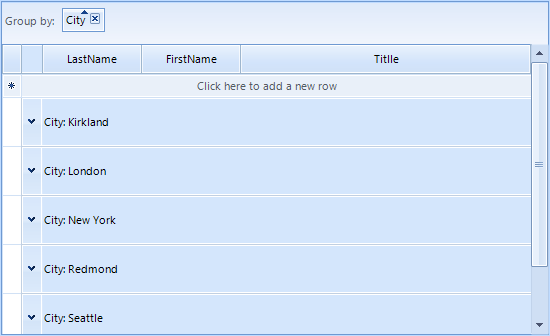 Group by: City
LastName FirstName Titlle
* Click here to add a new row
City: Kirkland
City: London
City: New York
City: Redmond
City: Seattle